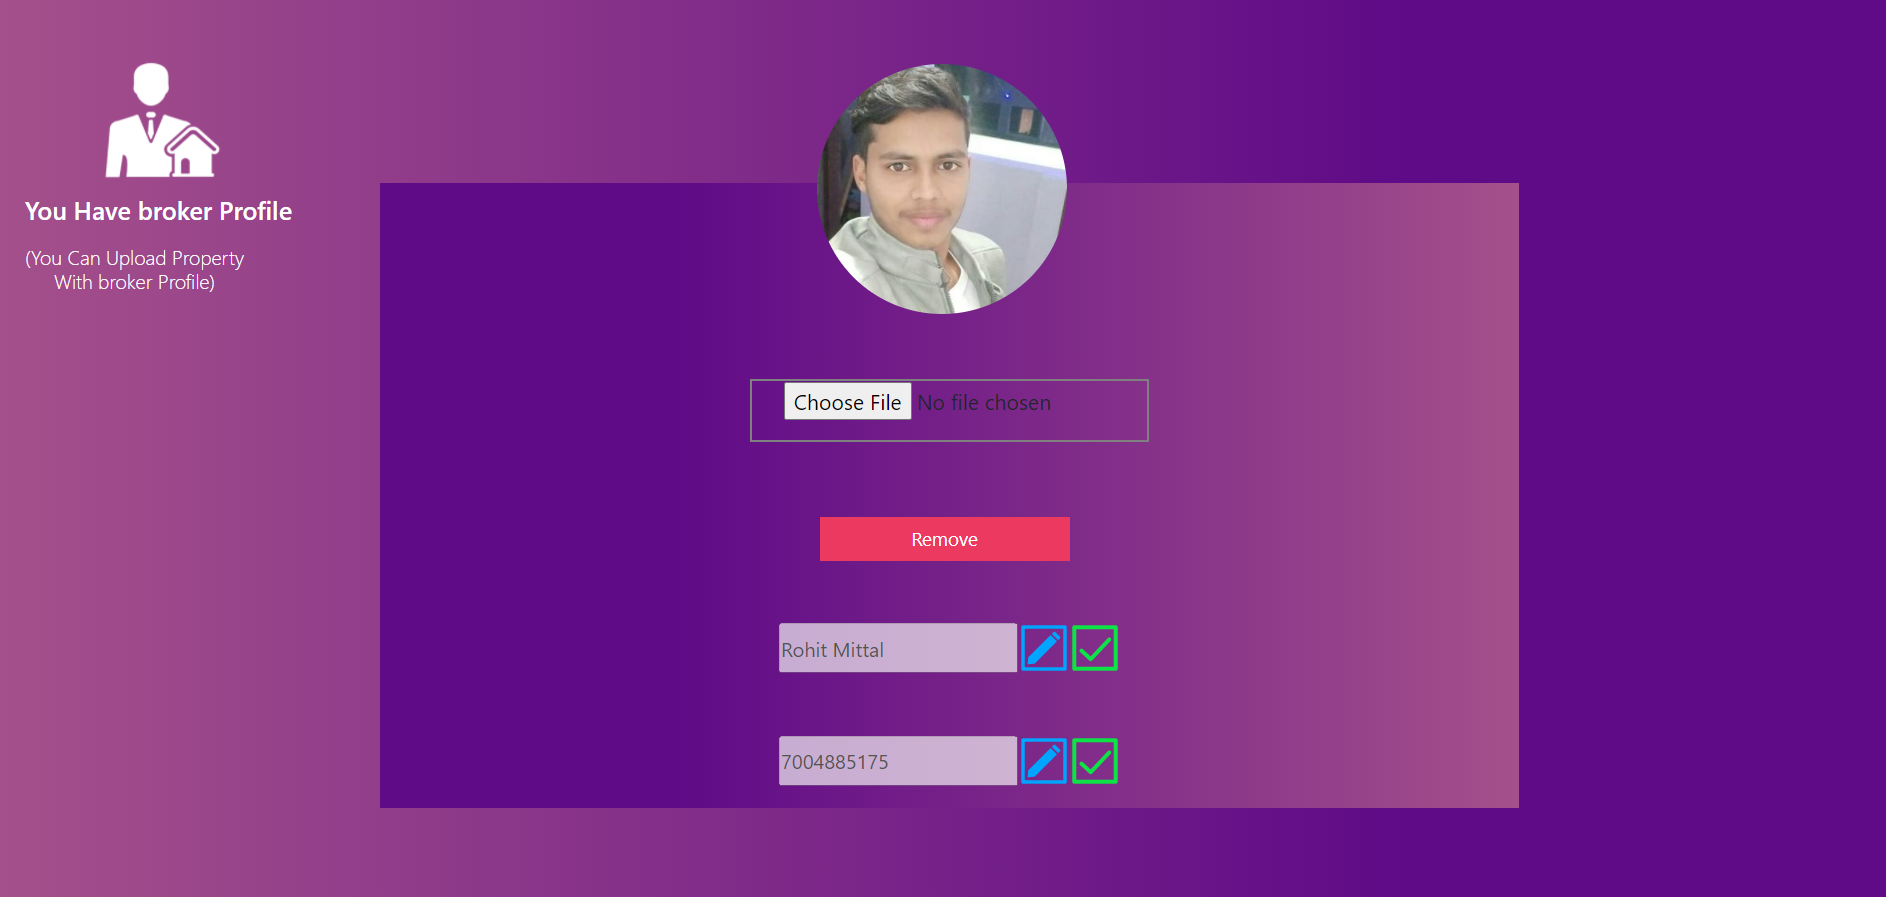 You Have broker Profile
(You Can Upload Property
With broker Profile)
Choose File No file chosen
Remove
Rohit Mittal
7004885175